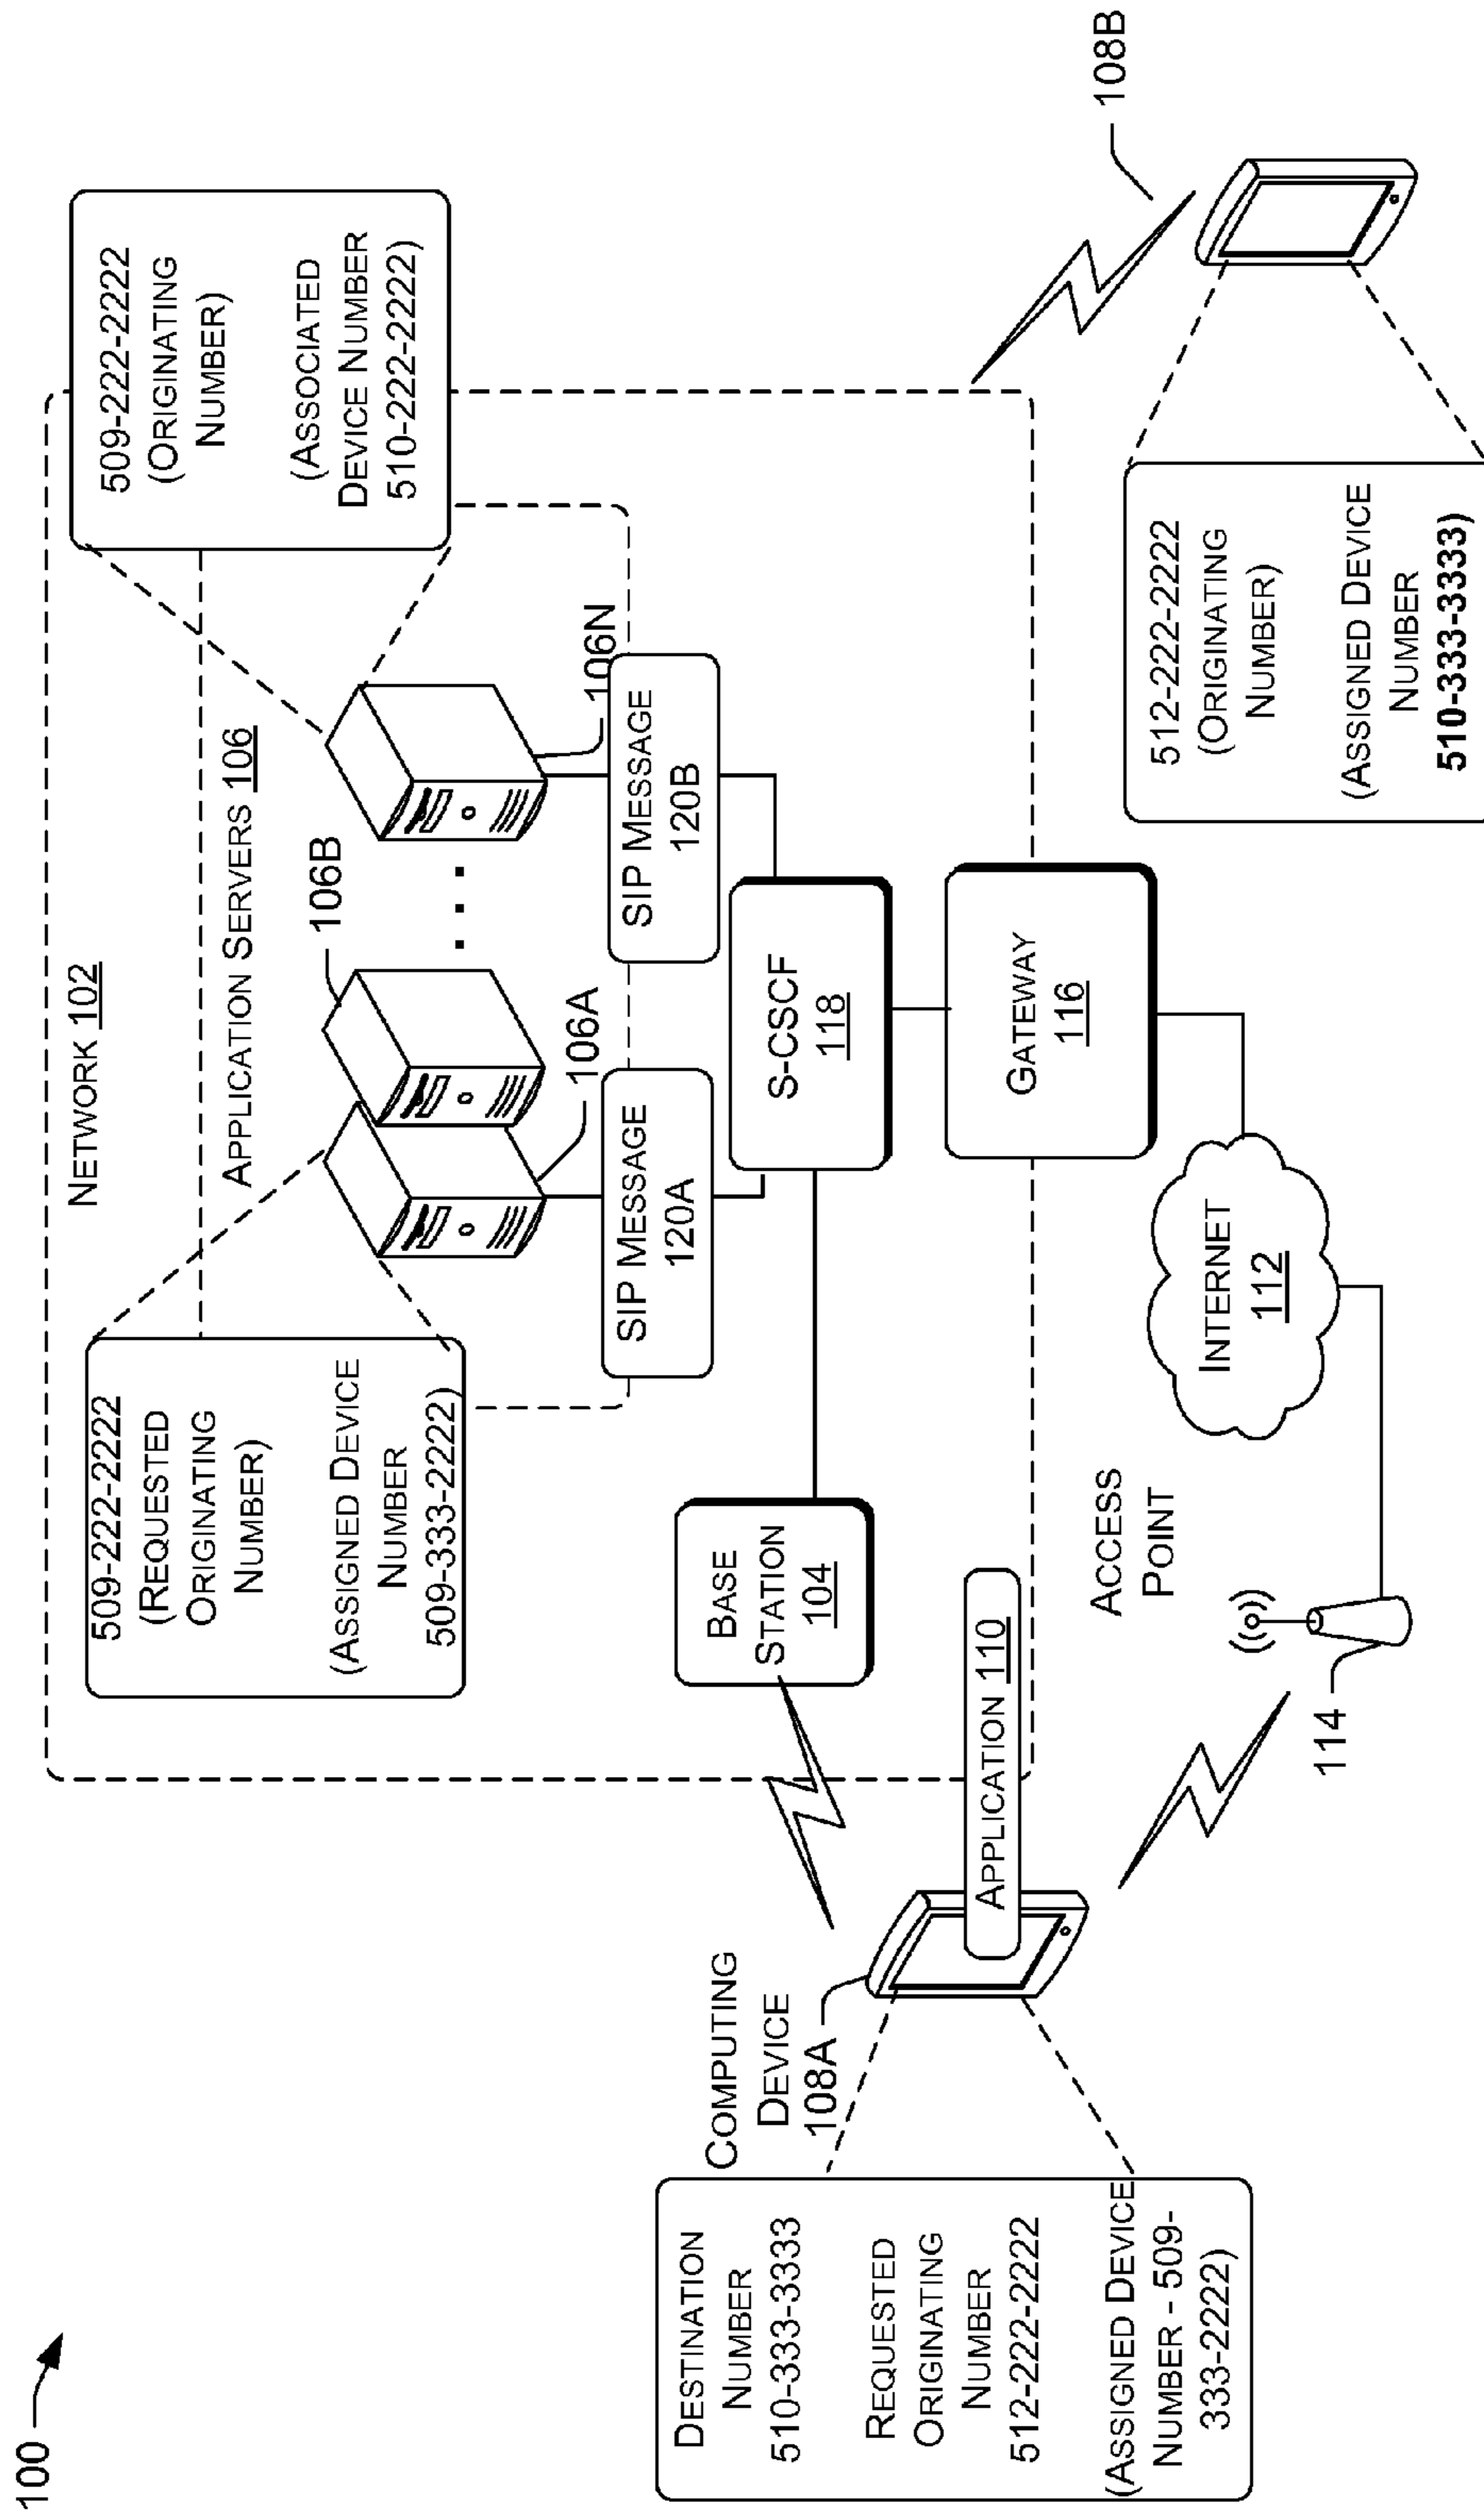 100
NETWORK 102
APPLICATION SERVERS 106
509-222-2222
(REQUESTED
ORIGINATING
NUMBER)
(ASSIGNED DEVICE
NUMBER
509-333-2222)
509-222-2222
(ORIGINATING
NUMBER)
(ASSOCIATED
DEVICE NUMBER
510-222-2222)
106B
106A
106N
SIP MESSAGE
120A
SIP MESSAGE
120B
BASE
STATION
104
S-CSCF
118
GATEWAY
116
COMPUTING
DEVICE
108A
APPLICATION 110
DESTINATION
NUMBER
510-333-3333
REQUESTED
ORIGINATING
NUMBER
512-222-2222
(ASSIGNED DEVICE
NUMBER - 509-
333-2222)
ACCESS
POINT
114
INTERNET
112
108B
512-222-2222
(ORIGINATING
NUMBER)
(ASSIGNED DEVICE
NUMBER
510-333-3333)